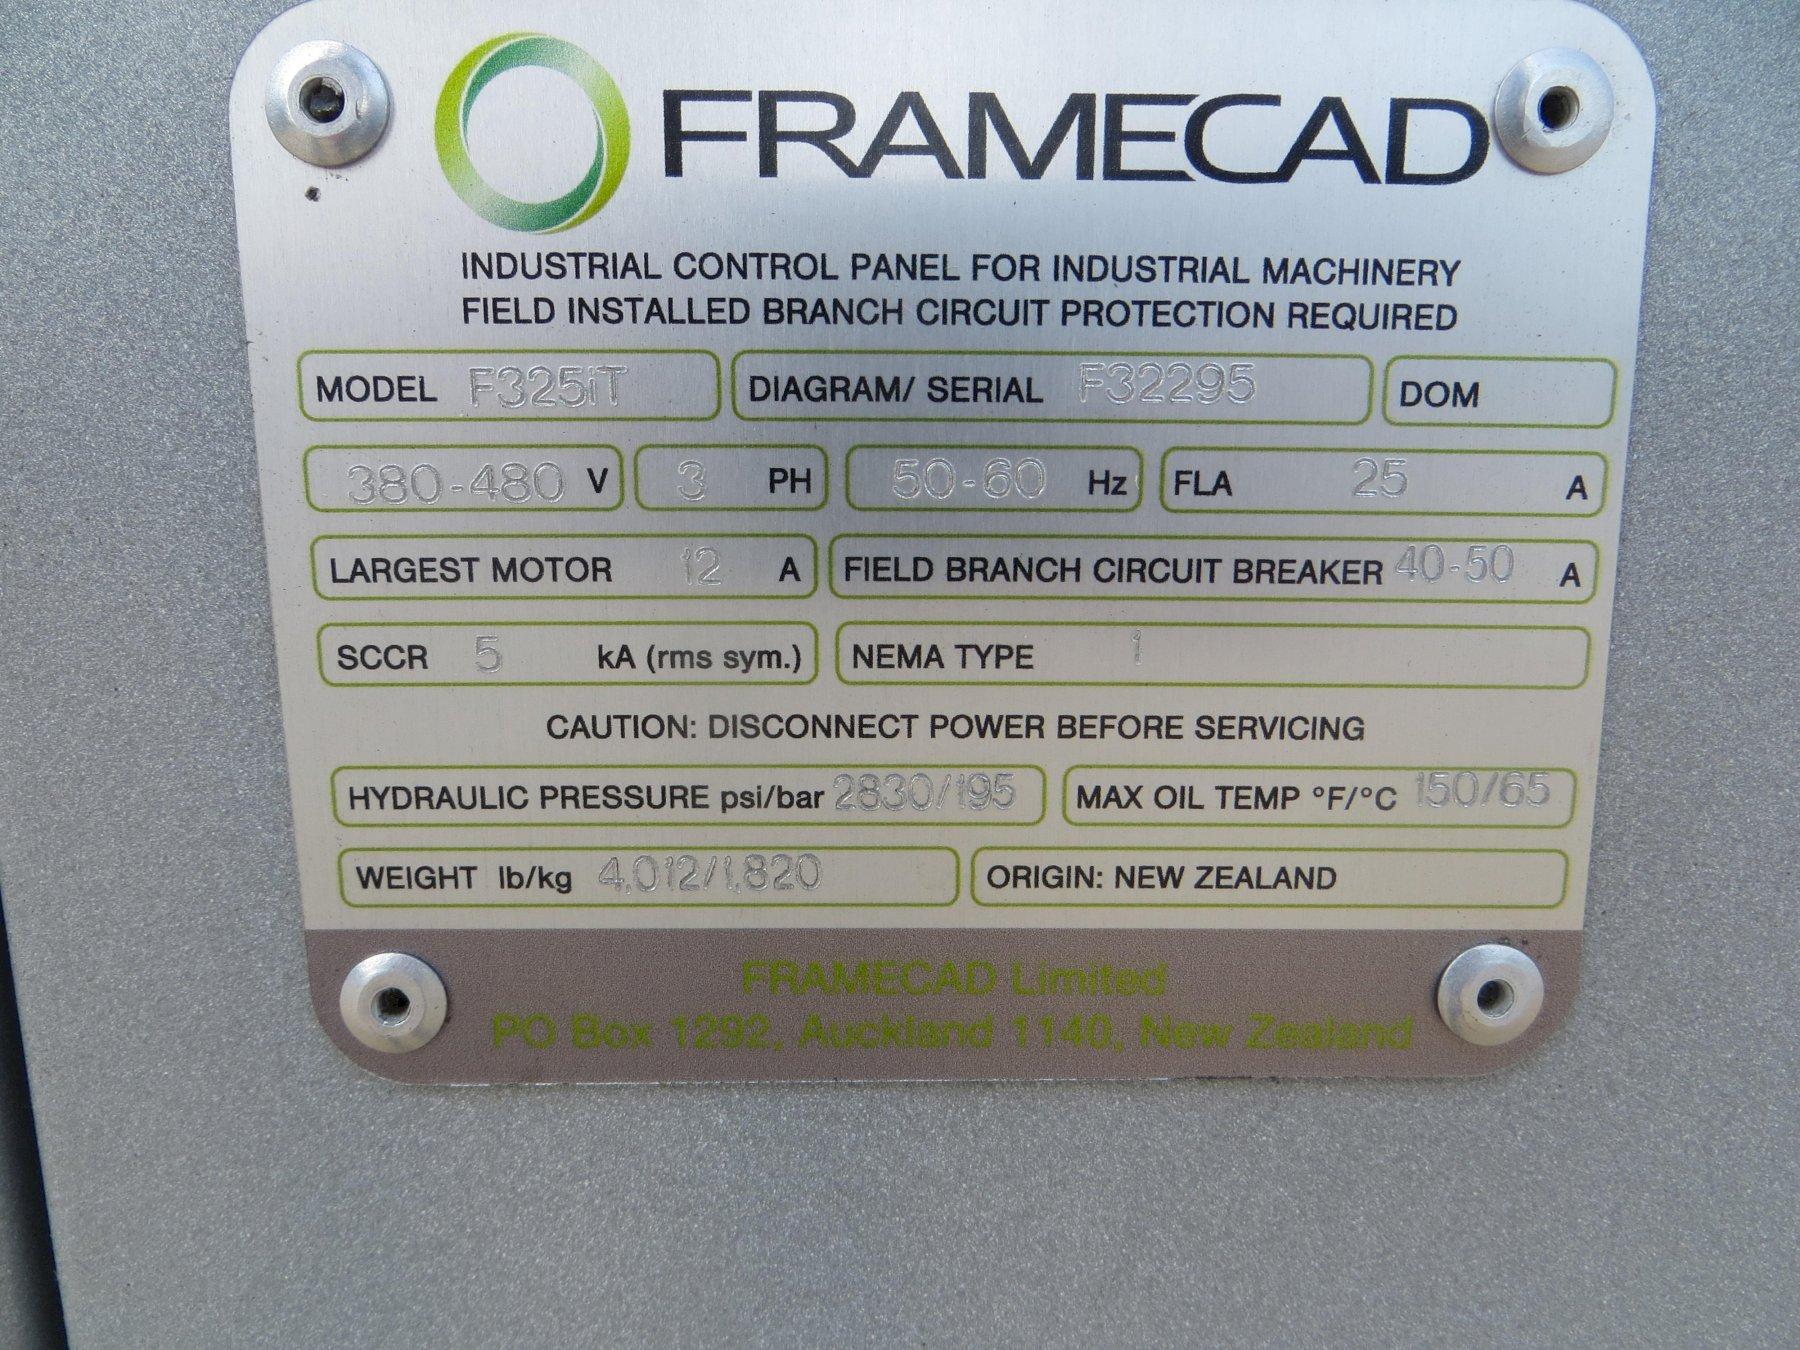 FRAMECAD
INDUSTRIAL CONTROL PANEL FOR INDUSTRIAL MACHINERY
FIELD INSTALLED BRANCH CIRCUIT PROTECTION REQUIRED
MODEL F325iT DIAGRAM/ SERIAL F32295 DOM
380-480 V 3 PH 50-60 Hz FLA 25 A
LARGEST MOTOR 12 A FIELD BRANCH CIRCUIT BREAKER 40-50 A
SCCR 5 kA (rms sym.) NEMA TYPE 1
CAUTION: DISCONNECT POWER BEFORE SERVICING
HYDRAULIC PRESSURE psi/bar 2830/195 MAX OIL TEMP °F/°C 150/65
WEIGHT lb/kg 4,012/1,820 ORIGIN: NEW ZEALAND
FRAMECAD Limited
PO Box 1292, Auckland 1140, New Zealand